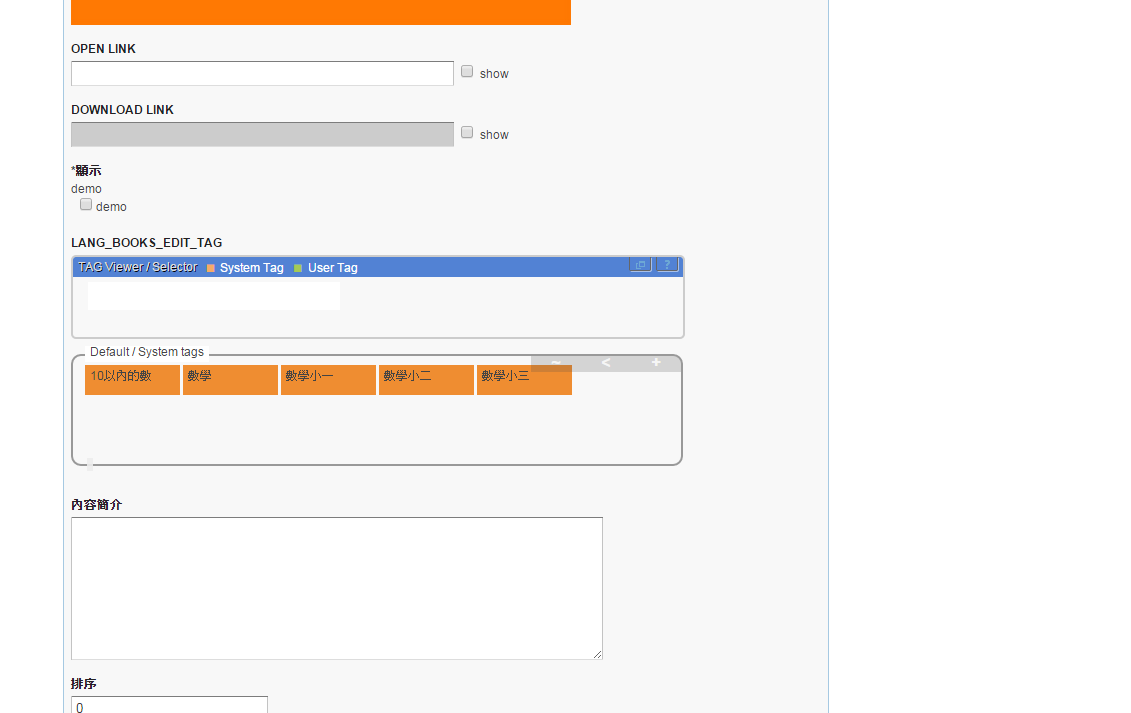 OPEN LINK
show
DOWNLOAD LINK
show
*顯示
demo
demo
LANG_BOOKS_EDIT_TAG
TAG Viewer / Selector System Tag User Tag ?
Default / System tags
~ < +
10以內的數 數學 數學小一 數學小二 數學小三
內容簡介
排序
0